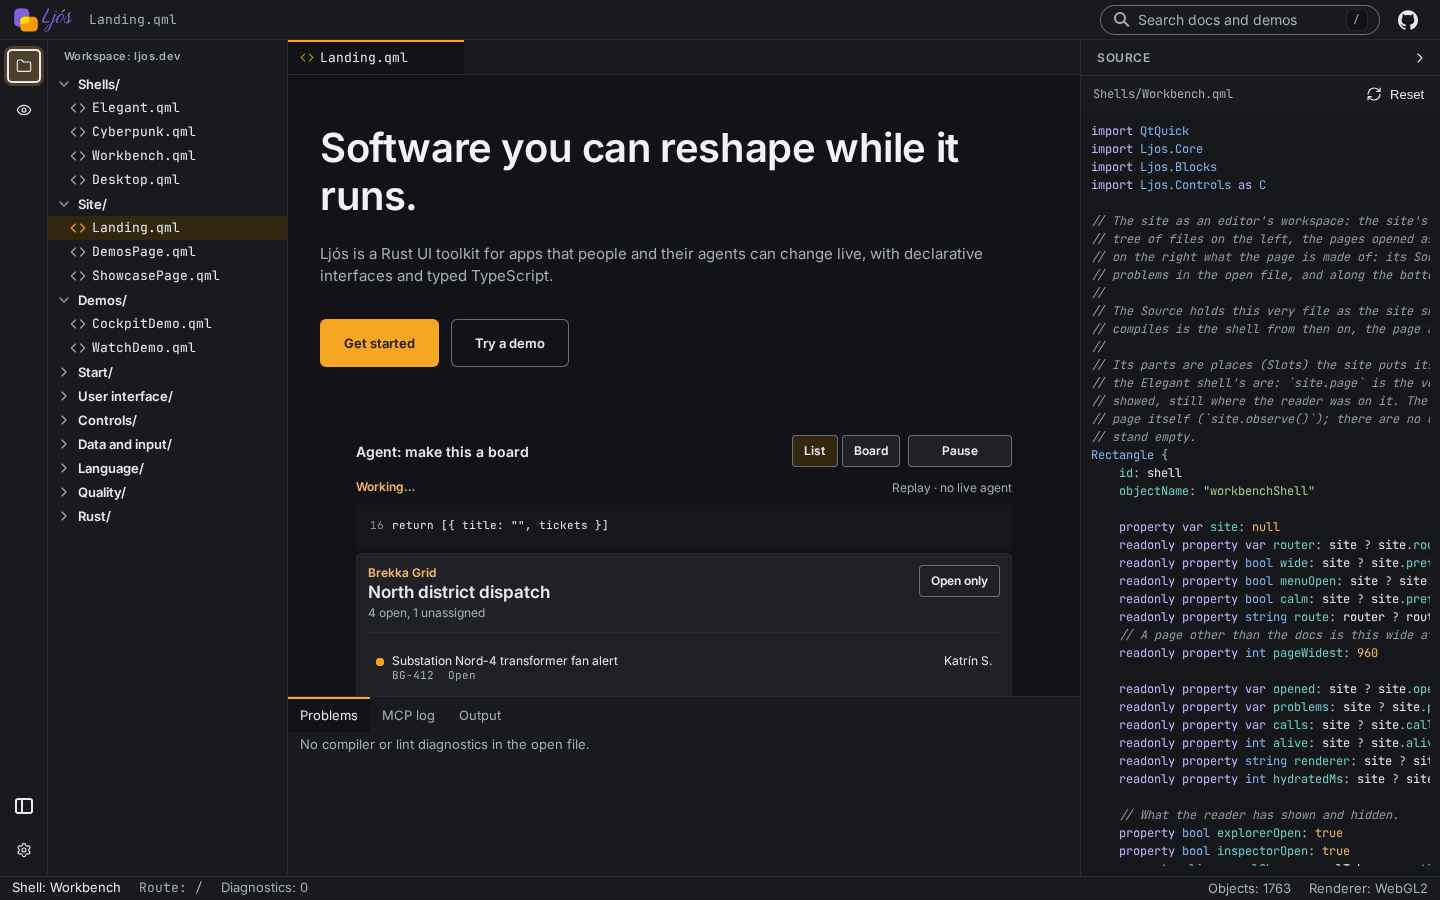 Ljós
Landing.qml
Search docs and demos
/
Workspace: ljos.dev
Shells/
Elegant.qml
Cyberpunk.qml
Workbench.qml
Desktop.qml
Site/
Landing.qml
DemosPage.qml
ShowcasePage.qml
Demos/
CockpitDemo.qml
WatchDemo.qml
Start/
User interface/
Controls/
Data and input/
Language/
Quality/
Rust/
Landing.qml
Software you can reshape while it
runs.
Ljós is a Rust UI toolkit for apps that people and their agents can change live, with declarative
interfaces and typed TypeScript.
Get started
Try a demo
Agent: make this a board
List
Board
Pause
Working...
Replay · no live agent
16 return [{ title: "", tickets }]
Brekka Grid
North district dispatch
4 open, 1 unassigned
Open only
Substation Nord-4 transformer fan alert
Katrín S.
BG-412 Open
Problems
MCP log
Output
No compiler or lint diagnostics in the open file.
SOURCE
Shells/Workbench.qml
Reset
import QtQuick
import Ljos.Core
import Ljos.Blocks
import Ljos.Controls as C
// The site as an editor's workspace: the site's
// tree of files on the left, the pages opened as
// on the right what the page is made of: its Sou
// problems in the open file, and along the botto
//
// The Source holds this very file as the site s
// compiles is the shell from then on, the page a
//
// Its parts are places (Slots) the site puts its
// the Elegant shell's are: `site.page` is the ve
// showed, still where the reader was on it. The
// page itself (`site.observe()`); there are no
// stand empty.
Rectangle {
id: shell
objectName: "workbenchShell"
property var site: null
readonly property var router: site ? site.rou
readonly property bool wide: site ? site.pref
readonly property bool menuOpen: site ? site.
readonly property bool calm: site ? site.pref
readonly property string route: router ? rout
// A page other than the docs is this wide at
readonly property int pageWidest: 960
readonly property var opened: site ? site.ope
readonly property var problems: site ? site.p
readonly property var calls: site ? site.call
readonly property int alive: site ? site.aliv
readonly property string renderer: site ? sit
readonly property int hydratedMs: site ? site
// What the reader has shown and hidden.
property bool explorerOpen: true
property bool inspectorOpen: true
Shell: Workbench
Route: /
Diagnostics: 0
Objects: 1763
Renderer: WebGL2